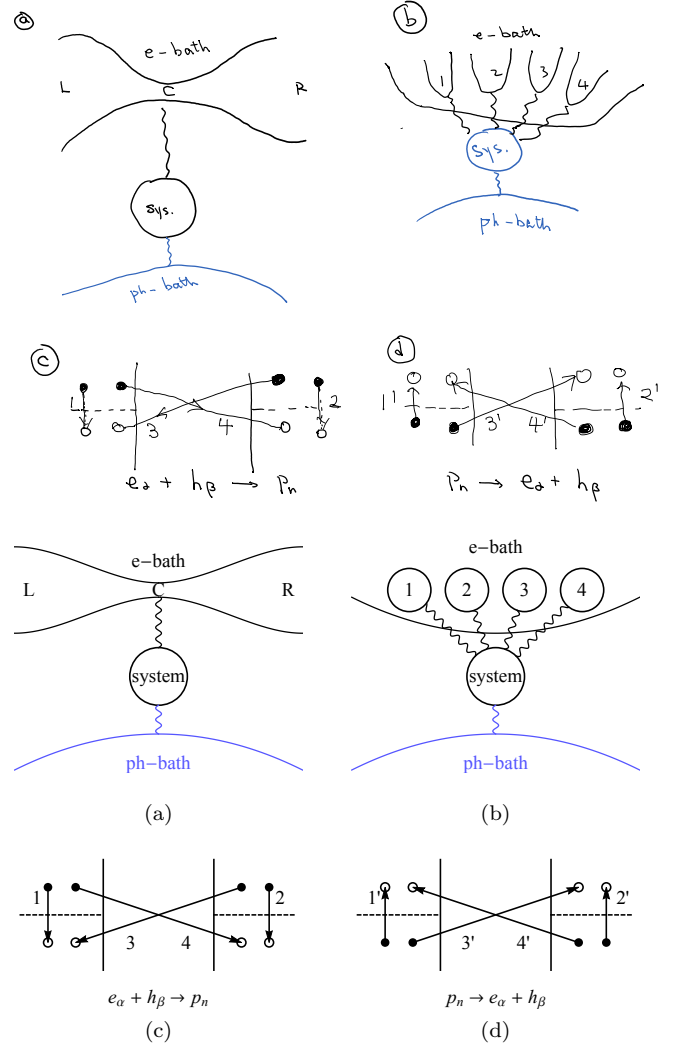 ⓐ
e-bath
L C R
sys.
ph-bath
ⓑ
e-bath
1 2 3 4
sys.
ph-bath
ⓒ
1 3 4 2
e_α + h_β → p_n
ⓓ
1' 3' 4' 2'
p_n → e_α + h_β
e−bath
L C R
system
ph−bath
(a)
e−bath
1 2 3 4
system
ph−bath
(b)
1 2
3 4
e_α + h_β → p_n
(c)
1' 2'
3' 4'
p_n → e_α + h_β
(d)